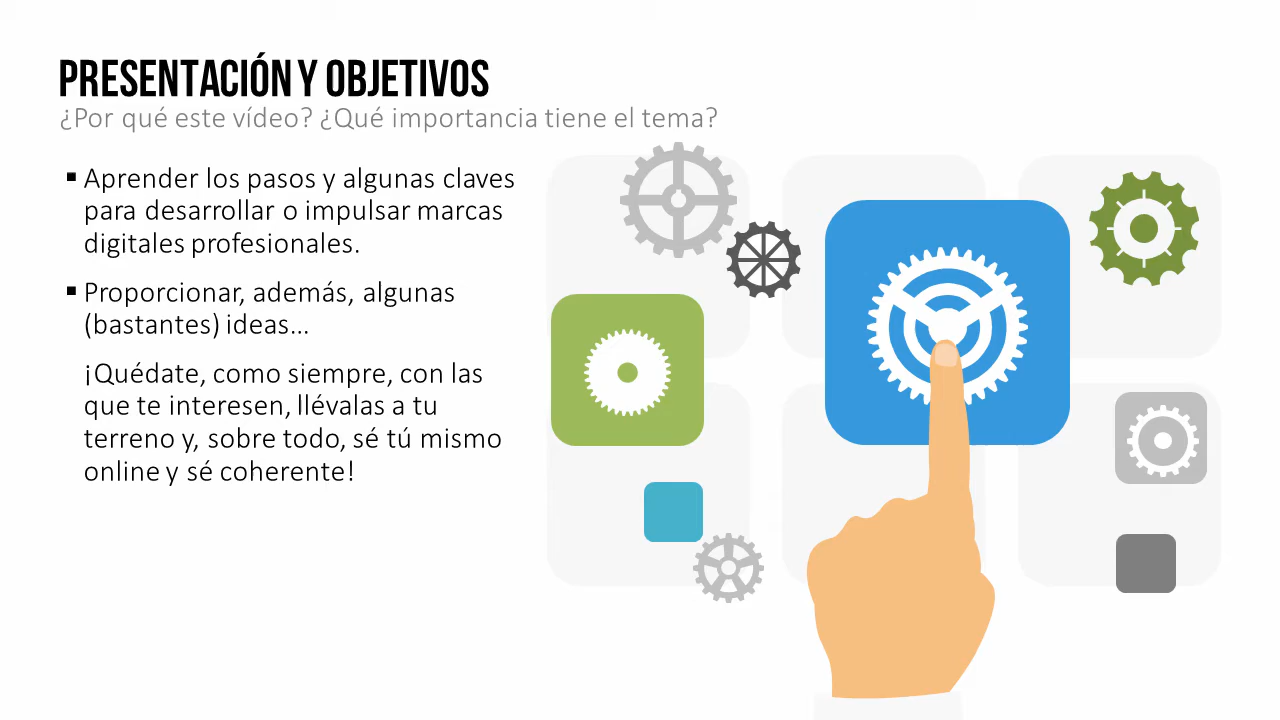 PRESENTACIÓN Y OBJETIVOS
¿Por qué este vídeo? ¿Qué importancia tiene el tema?
▪ Aprender los pasos y algunas claves
para desarrollar o impulsar marcas
digitales profesionales.
▪ Proporcionar, además, algunas
(bastantes) ideas…
¡Quédate, como siempre, con las
que te interesen, llévalas a tu
terreno y, sobre todo, sé tú mismo
online y sé coherente!